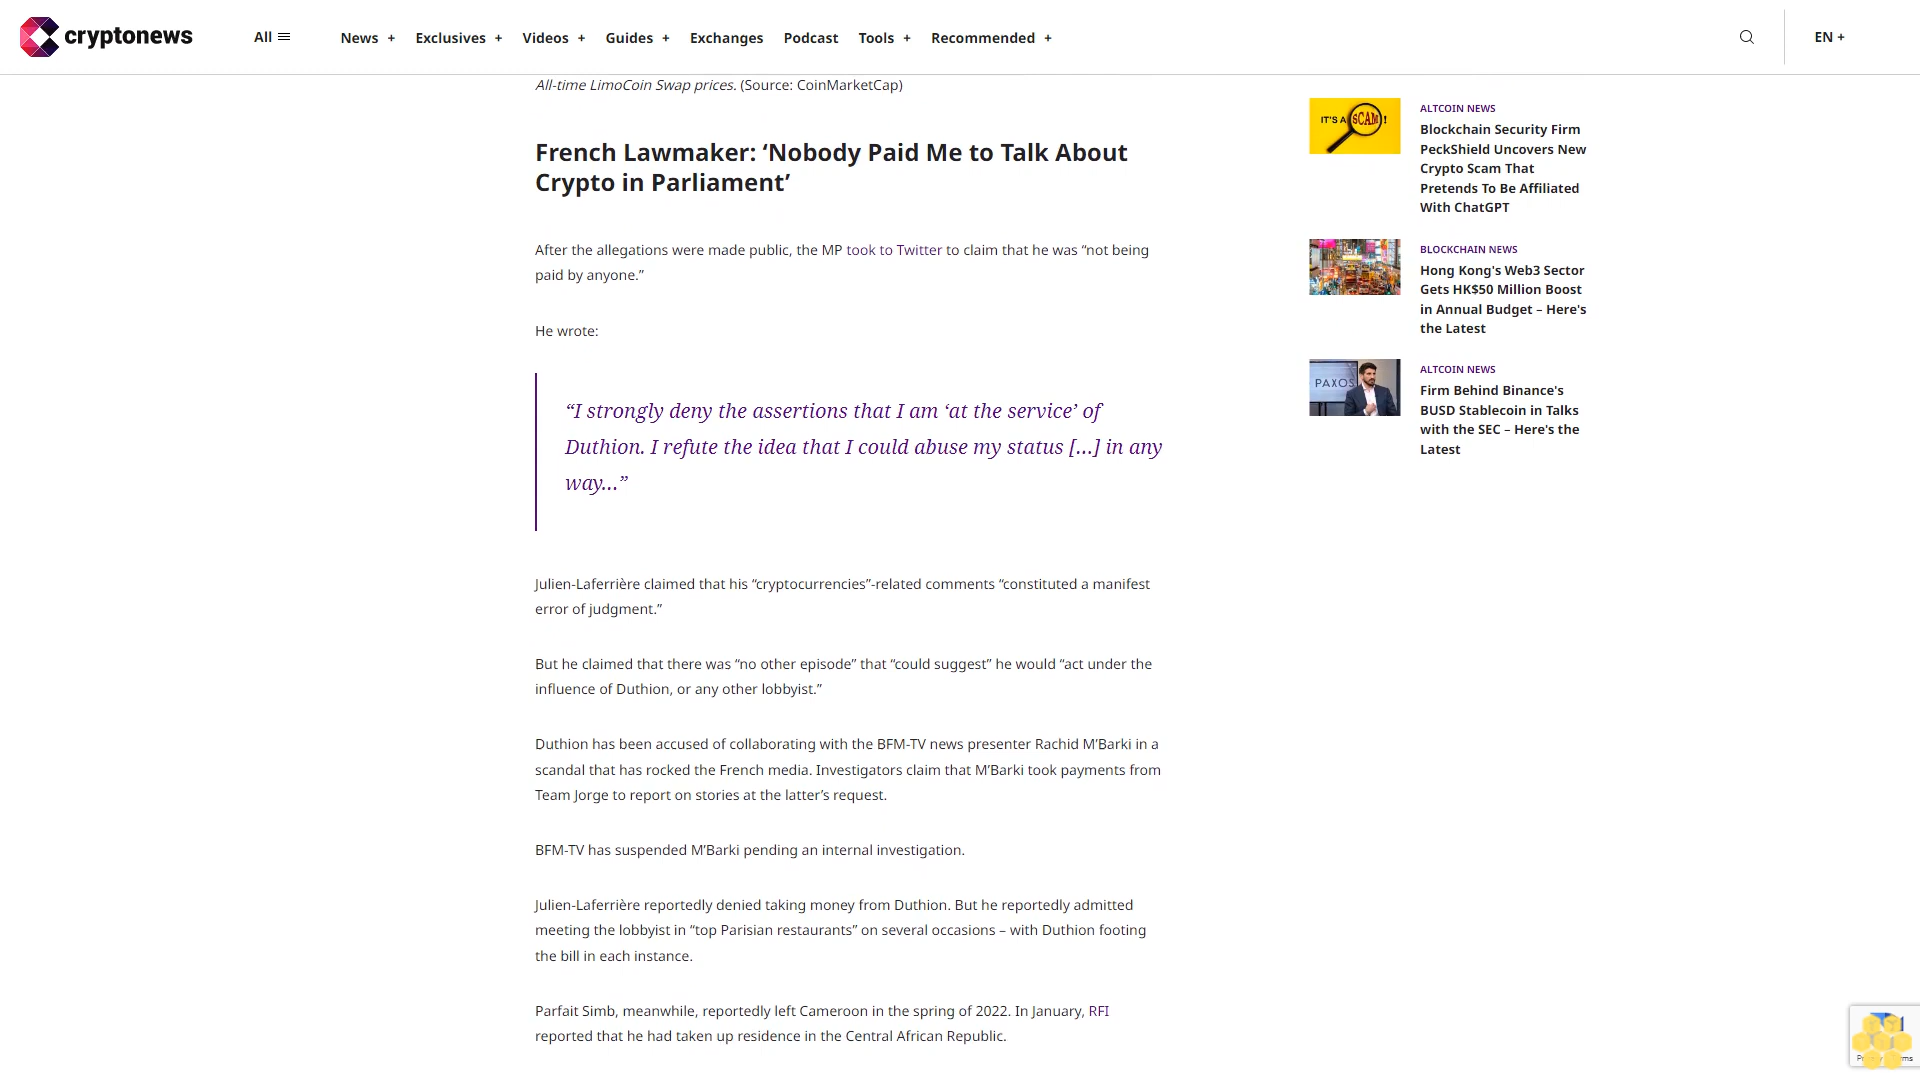 cryptonews
All
News +
Exclusives +
Videos +
Guides +
Exchanges
Podcast
Tools +
Recommended +
EN +
All-time LimoCoin Swap prices. (Source: CoinMarketCap)
French Lawmaker: ‘Nobody Paid Me to Talk About
Crypto in Parliament’
After the allegations were made public, the MP took to Twitter to claim that he was “not being
paid by anyone.”
He wrote:
“I strongly deny the assertions that I am ‘at the service’ of
Duthion. I refute the idea that I could abuse my status […] in any
way…”
Julien-Laferrière claimed that his “cryptocurrencies”-related comments “constituted a manifest
error of judgment.”
But he claimed that there was “no other episode” that “could suggest” he would “act under the
influence of Duthion, or any other lobbyist.”
Duthion has been accused of collaborating with the BFM-TV news presenter Rachid M’Barki in a
scandal that has rocked the French media. Investigators claim that M’Barki took payments from
Team Jorge to report on stories at the latter’s request.
BFM-TV has suspended M’Barki pending an internal investigation.
Julien-Laferrière reportedly denied taking money from Duthion. But he reportedly admitted
meeting the lobbyist in “top Parisian restaurants” on several occasions – with Duthion footing
the bill in each instance.
Parfait Simb, meanwhile, reportedly left Cameroon in the spring of 2022. In January, RFI
reported that he had taken up residence in the Central African Republic.
IT'S A SCAM !
ALTCOIN NEWS
Blockchain Security Firm
PeckShield Uncovers New
Crypto Scam That
Pretends To Be Affiliated
With ChatGPT
BLOCKCHAIN NEWS
Hong Kong's Web3 Sector
Gets HK$50 Million Boost
in Annual Budget – Here's
the Latest
PAXOS
ALTCOIN NEWS
Firm Behind Binance's
BUSD Stablecoin in Talks
with the SEC – Here's the
Latest